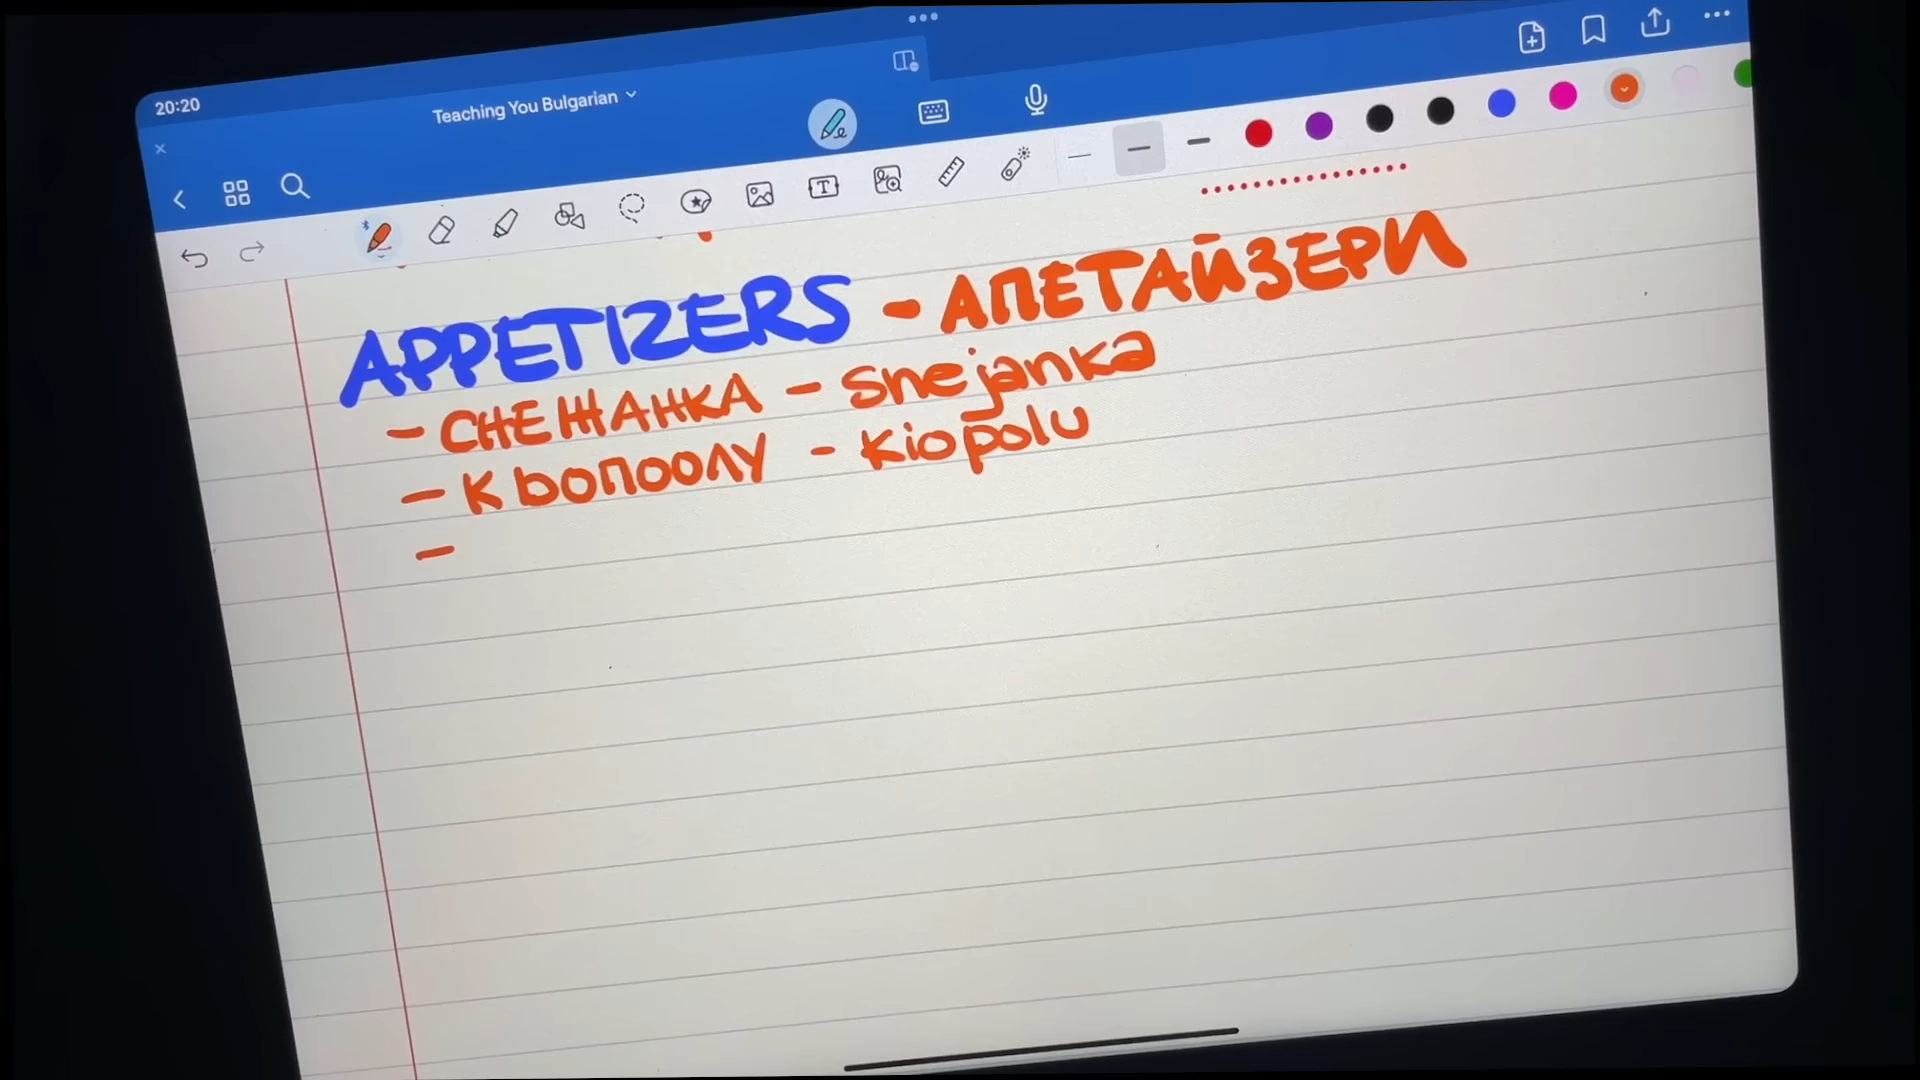 20:20
Teaching You Bulgarian
APPETIZERS - АПЕТАЙЗЕРИ
- СНЕЖАНКА - Snejanka
- Кьопоолу - Kiopolu
-